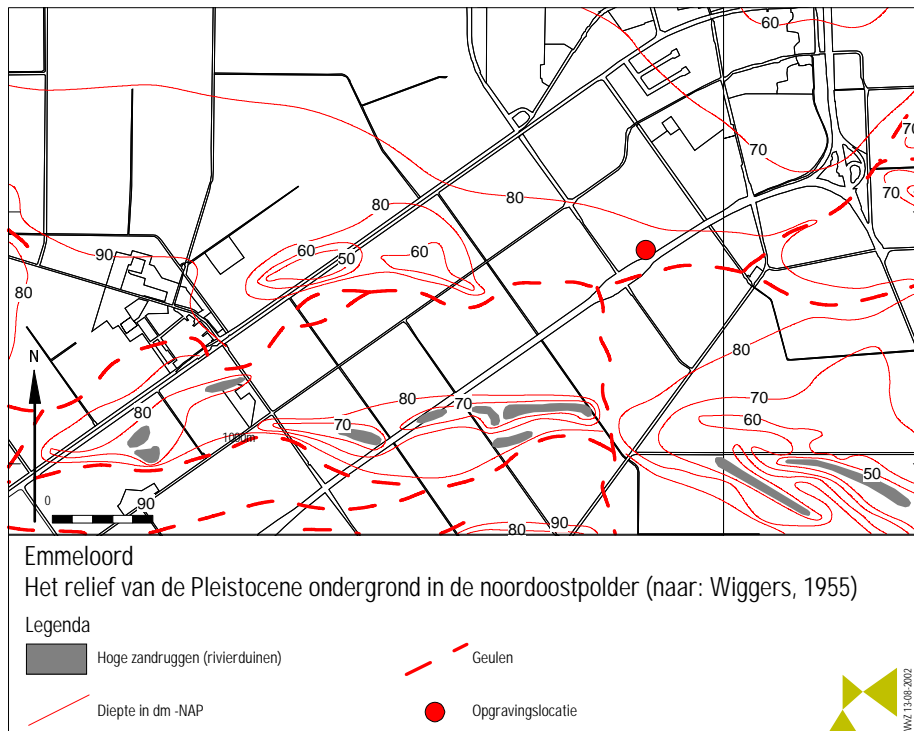 60
70
70
70
80
80
90
60
50
60
80
80
70
60
N
80
70
80
70
50
1000m
0
90
80
90
Emmeloord
Het relief van de Pleistocene ondergrond in de noordoostpolder (naar: Wiggers, 1955)
Legenda
Hoge zandruggen (rivierduinen)
Geulen
Diepte in dm -NAP
Opgravingslocatie
WvZ 13-08-2002